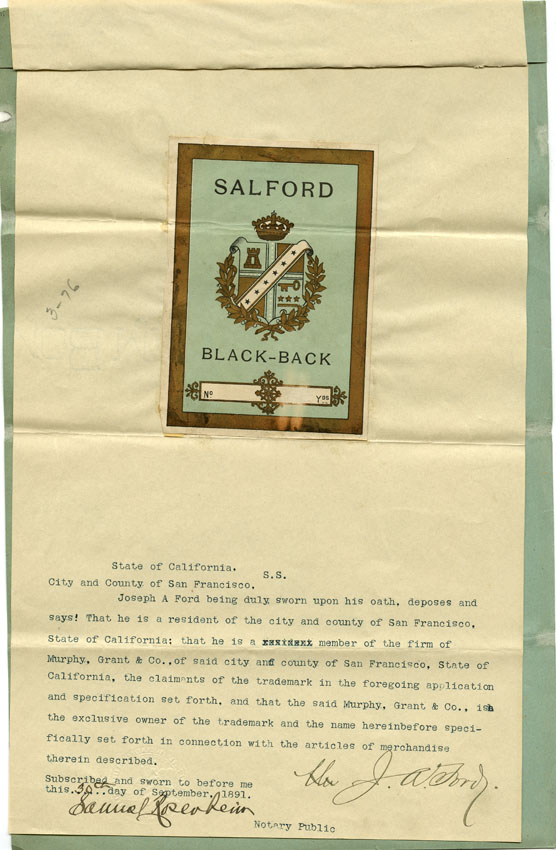 SALFORD
BLACK-BACK
No Yds
3-76
State of California.
S.S.
City and County of San Francisco.
Joseph A Ford being duly sworn upon his oath, deposes and
says! That he is a resident of the city and county of San Francisco,
State of California; that he is a member of the firm of
Murphy, Grant & Co.,of said city and county of San Francisco, State of
California, the claimants of the trademark in the foregoing application
and specification set forth, and that the said Murphy, Grant & Co., is
the exclusive owner of the trademark and the name hereinbefore speci-
fically set forth in connection with the articles of merchandise
therein described.
Subscribed and sworn to before me
this 30th day of September, 1891.
J. A. Ford.
Samuel Rosenheim
Notary Public